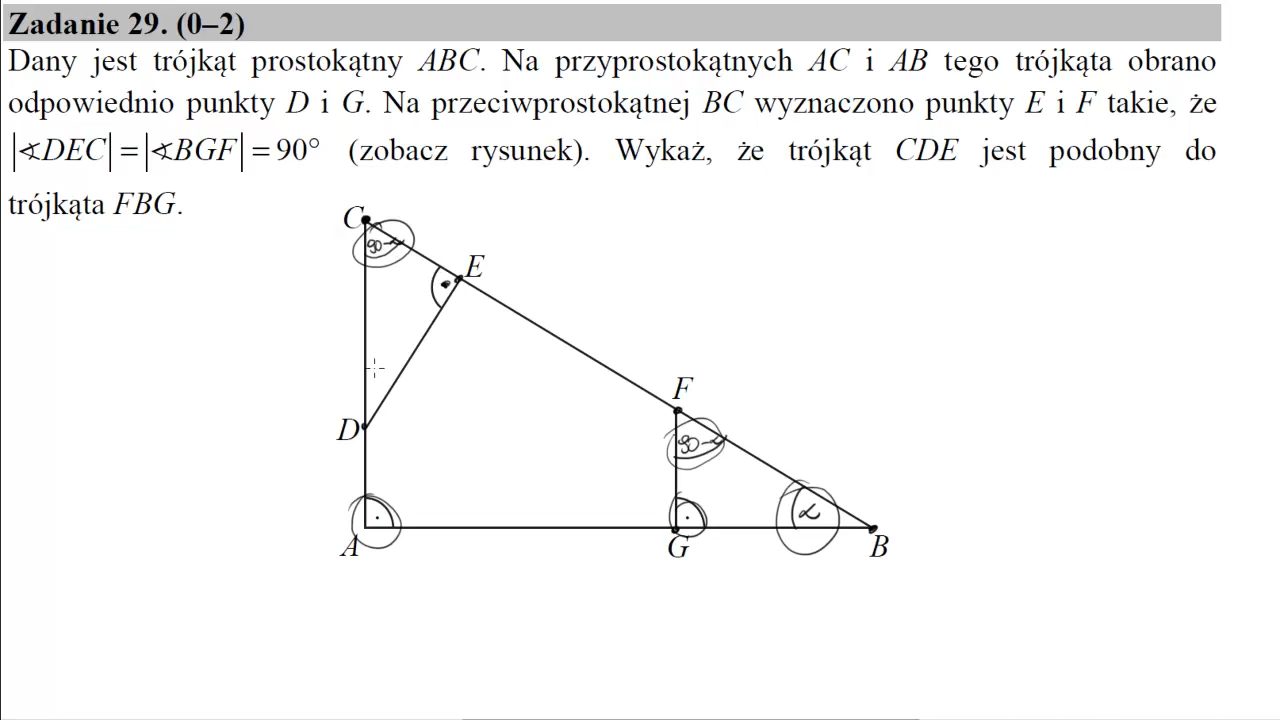 Zadanie 29. (0–2)
Dany jest trójkąt prostokątny ABC. Na przyprostokątnych AC i AB tego trójkąta obrano
odpowiednio punkty D i G. Na przeciwprostokątnej BC wyznaczono punkty E i F takie, że
|∢DEC| = |∢BGF| = 90° (zobacz rysunek). Wykaż, że trójkąt CDE jest podobny do
trójkąta FBG.
C
90-α
E
F
D
90-α
α
A
G
B